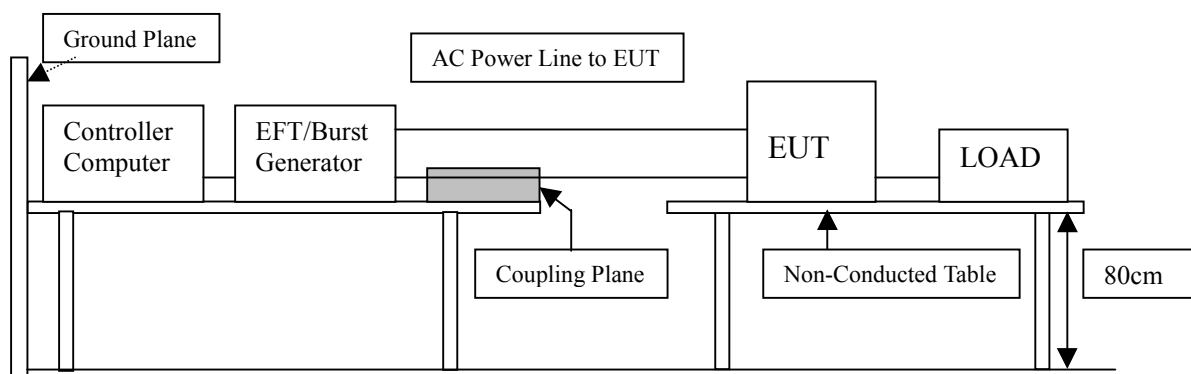 Ground Plane
AC Power Line to EUT
Controller
Computer
EFT/Burst
Generator
EUT
LOAD
Coupling Plane
Non-Conducted Table
80cm